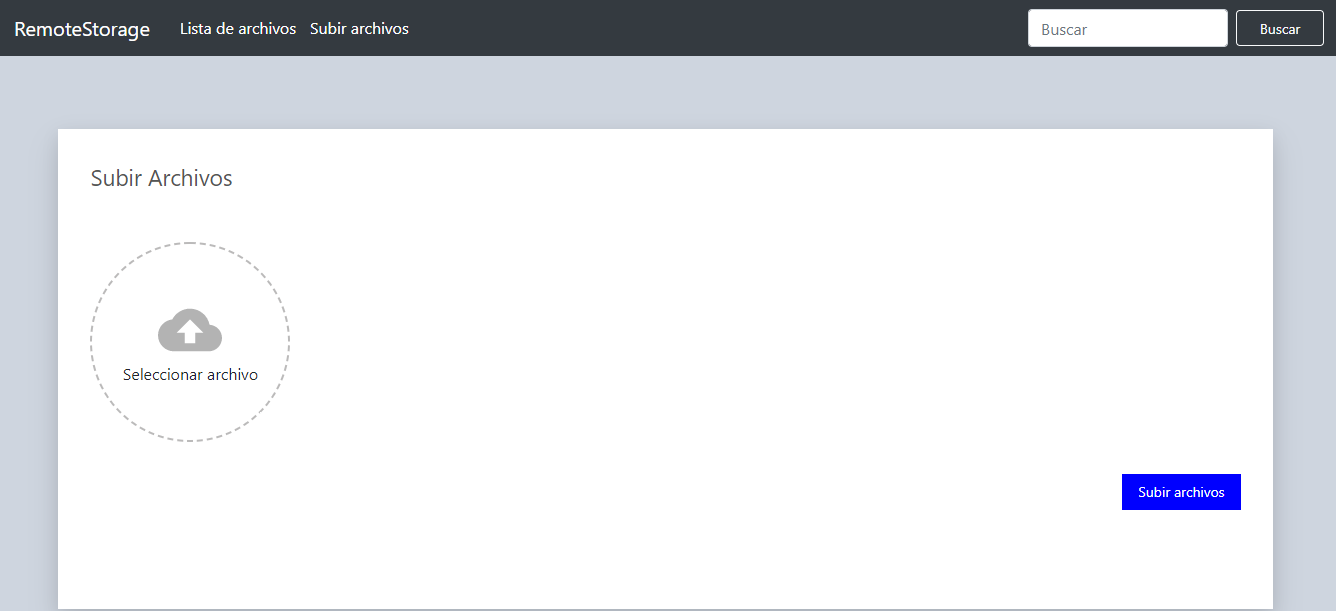 RemoteStorage Lista de archivos Subir archivos Buscar Buscar
Subir Archivos
Seleccionar archivo
Subir archivos